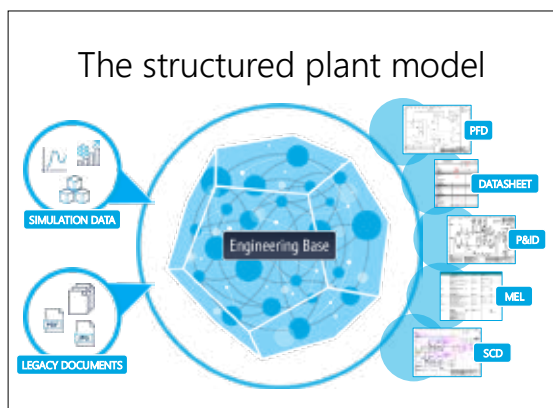 The structured plant model
SIMULATION DATA
LEGACY DOCUMENTS
Engineering Base
PFD
DATASHEET
P&ID
MEL
SCD